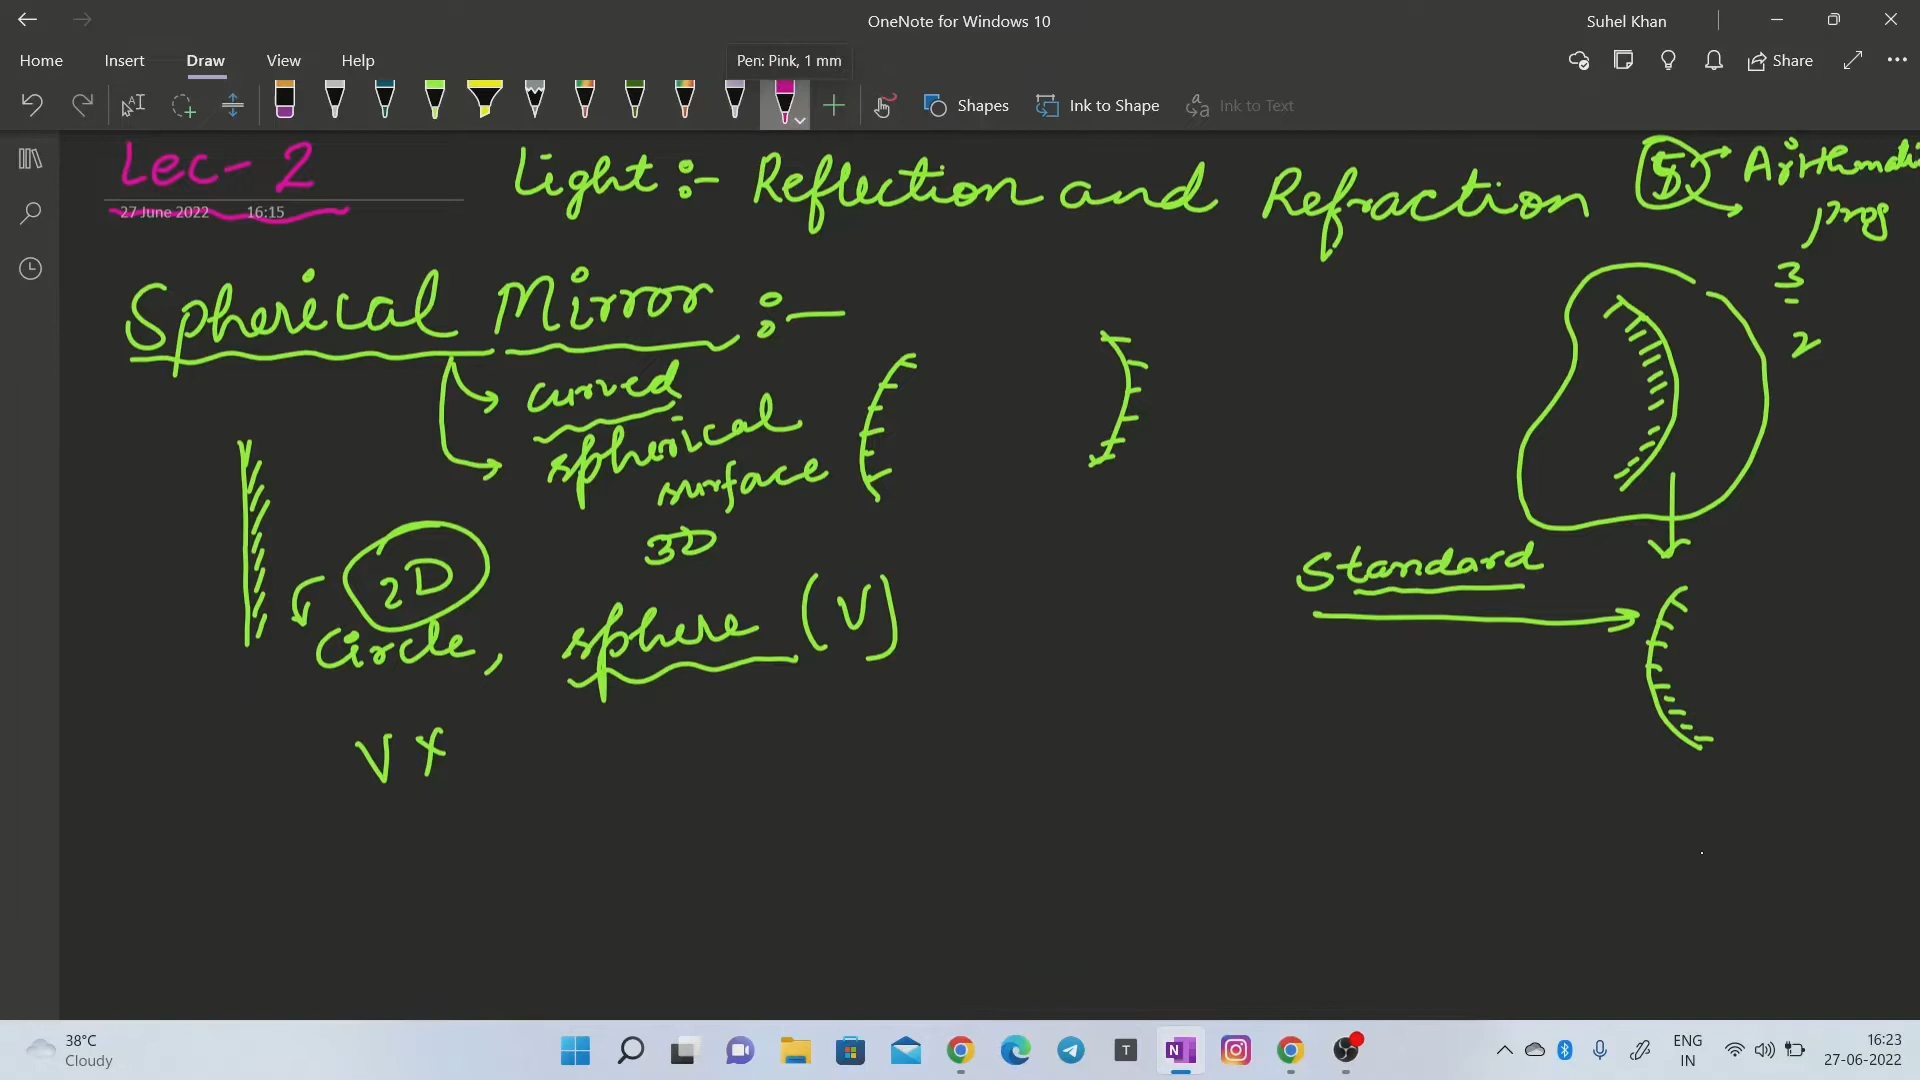 OneNote for Windows 10
Suhel Khan
Home Insert Draw View Help
Pen: Pink, 1 mm
Share
Shapes Ink to Shape Ink to Text
Lec-2
27 June 2022 16:15
Light :- Reflection and Refraction
5 Arithmatic
prog
3
2
Spherical Mirror :-
curved
spherical
surface
3D
2D
Circle, sphere (V)
V X
Standard
38°C
Cloudy
ENG
IN
16:23
27-06-2022